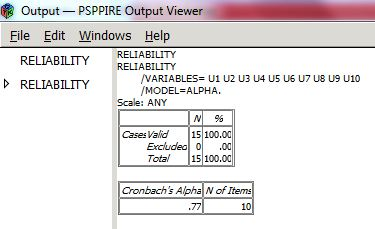 Output — PSPPIRE Output Viewer
File Edit Windows Help
RELIABILITY
RELIABILITY
RELIABILITY
RELIABILITY
/VARIABLES= U1 U2 U3 U4 U5 U6 U7 U8 U9 U10
/MODEL=ALPHA.
Scale: ANY
N %
Cases Valid 15 100.00
Excluded 0 .00
Total 15 100.00
Cronbach's Alpha N of Items
.77 10